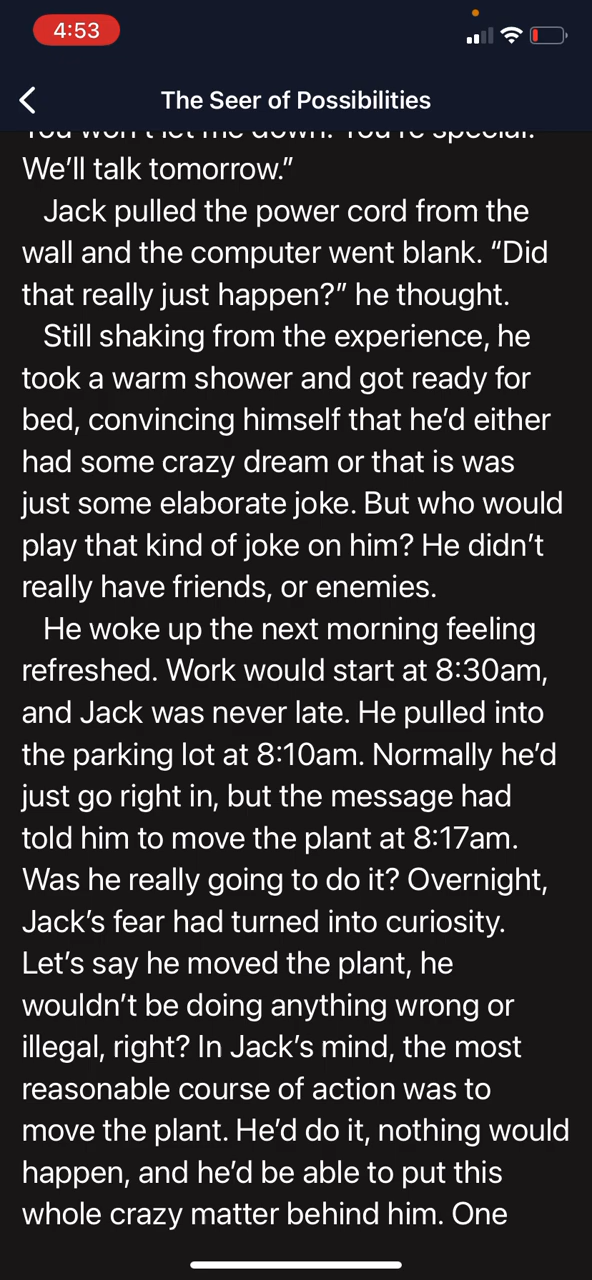 4:53
The Seer of Possibilities
You won't let me down. You're special.
We'll talk tomorrow.”
Jack pulled the power cord from the
wall and the computer went blank. “Did
that really just happen?” he thought.
Still shaking from the experience, he
took a warm shower and got ready for
bed, convincing himself that he’d either
had some crazy dream or that is was
just some elaborate joke. But who would
play that kind of joke on him? He didn’t
really have friends, or enemies.
He woke up the next morning feeling
refreshed. Work would start at 8:30am,
and Jack was never late. He pulled into
the parking lot at 8:10am. Normally he’d
just go right in, but the message had
told him to move the plant at 8:17am.
Was he really going to do it? Overnight,
Jack’s fear had turned into curiosity.
Let’s say he moved the plant, he
wouldn’t be doing anything wrong or
illegal, right? In Jack’s mind, the most
reasonable course of action was to
move the plant. He’d do it, nothing would
happen, and he’d be able to put this
whole crazy matter behind him. One